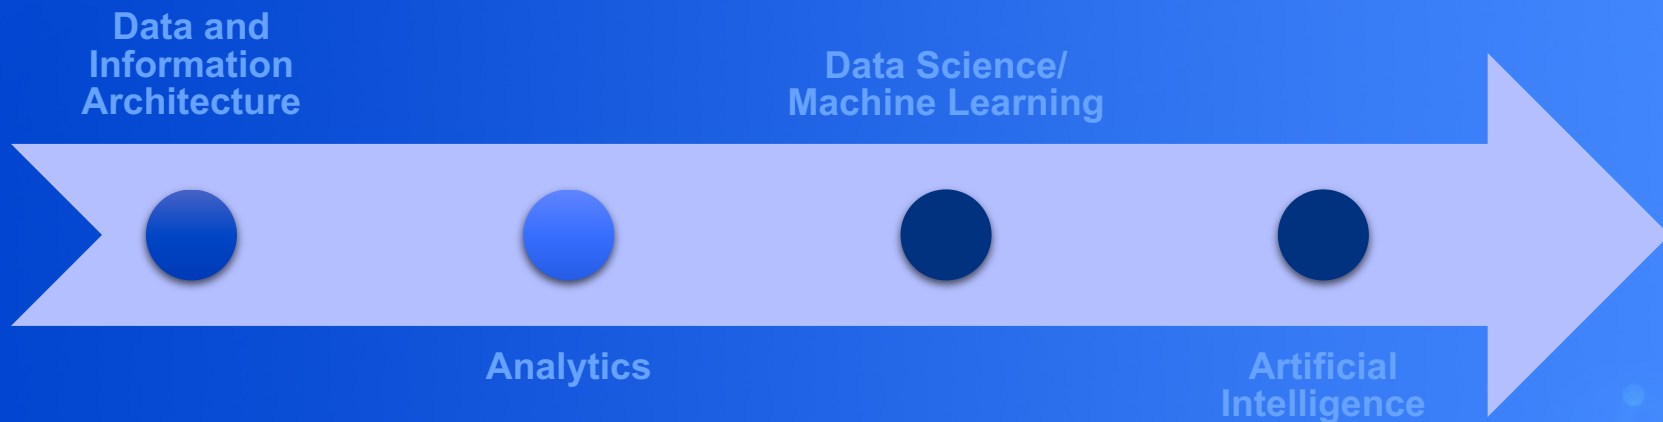 Data and
Information
Architecture
Analytics
Data Science/
Machine Learning
Artificial
Intelligence